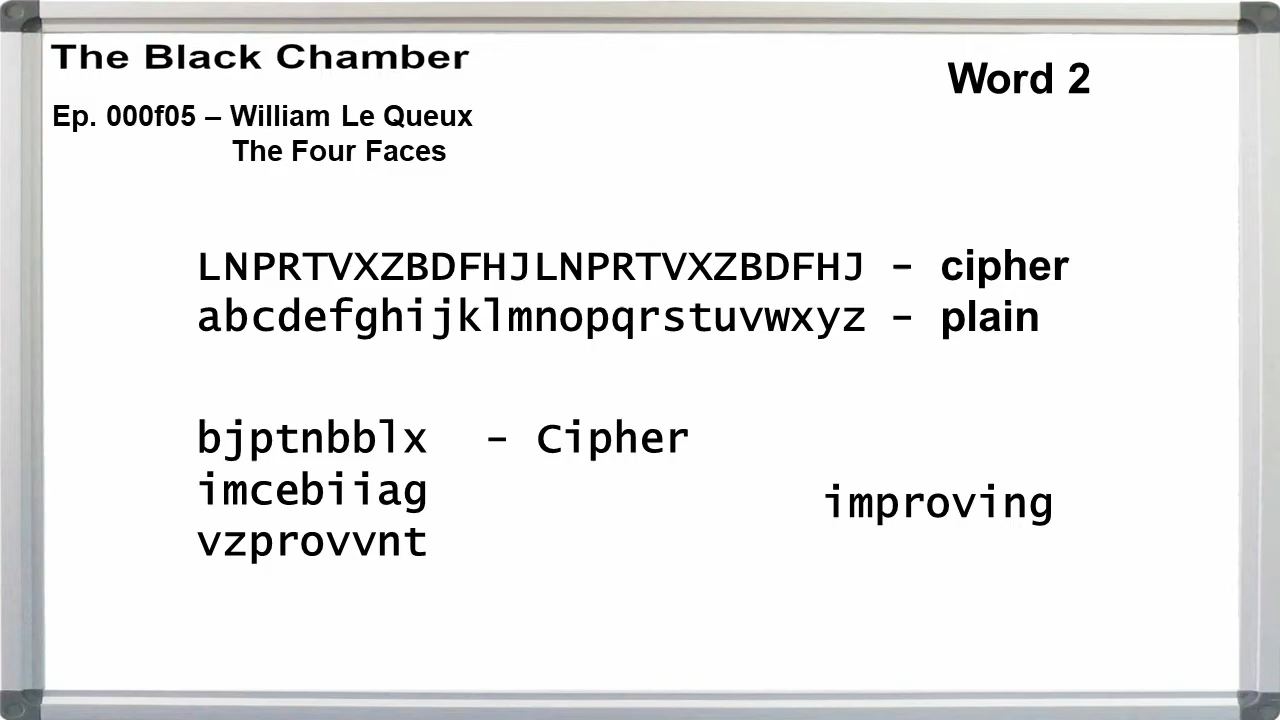 The Black Chamber
Word 2
Ep. 000f05 – William Le Queux
The Four Faces
LNPRTVXZBDFHJLNPRTVXZBDFHJ – cipher
abcdefghijklmnopqrstuvwxyz – plain
bjptnbblx – Cipher
imcebiiag
improving
vzprovvnt